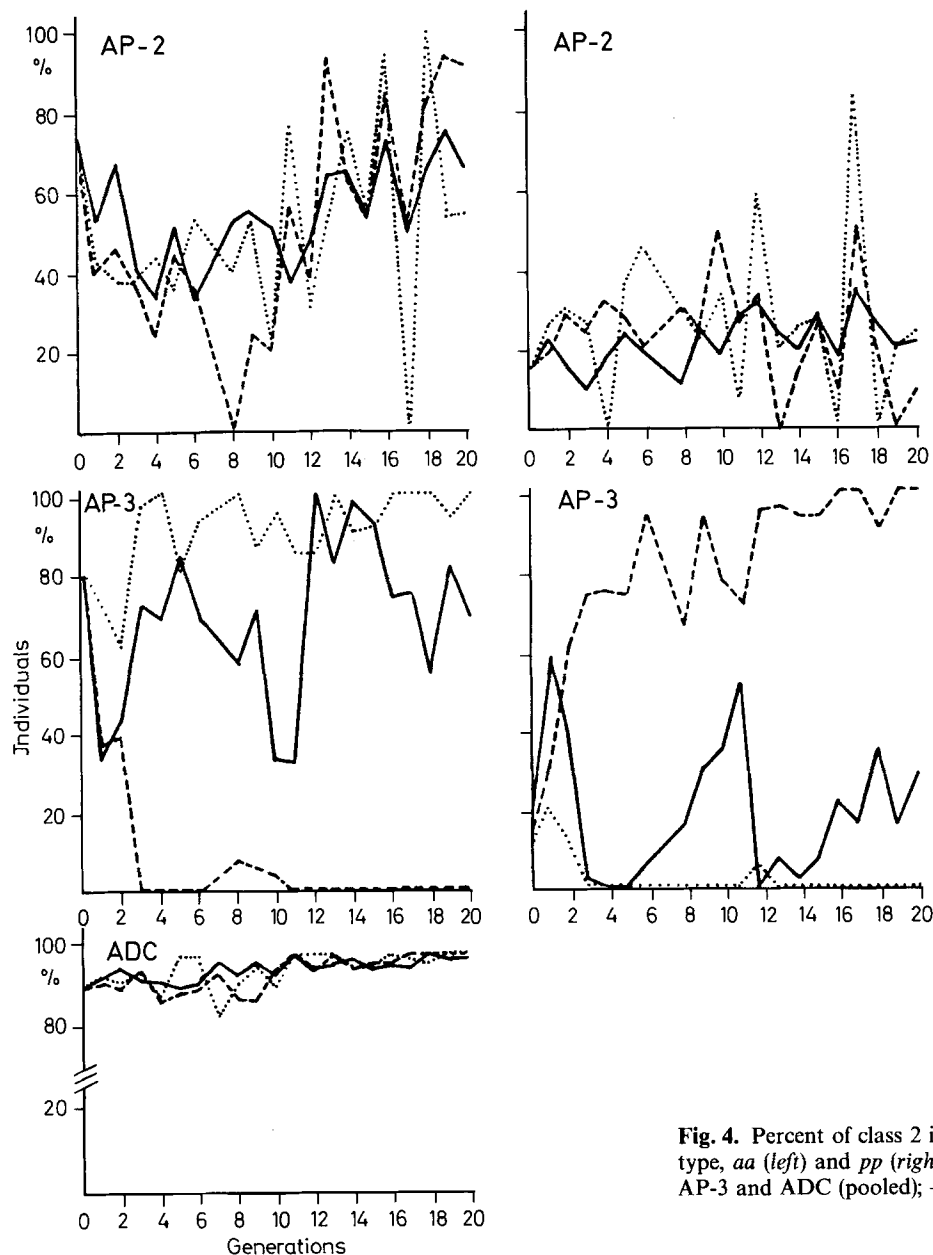 100
%
80
60
40
20
AP-2
0 2 4 6 8 10 12 14 16 18 20
AP-2
0 2 4 6 8 10 12 14 16 18 20
100
%
80
60
40
20
AP-3
0 2 4 6 8 10 12 14 16 18 20
AP-3
0 2 4 6 8 10 12 14 16 18 20
Individuals
100
%
80
20
ADC
0 2 4 6 8 10 12 14 16 18 20
Generations
Fig. 4. Percent of class 2 i
type, aa (left) and pp (righ
AP-3 and ADC (pooled); -